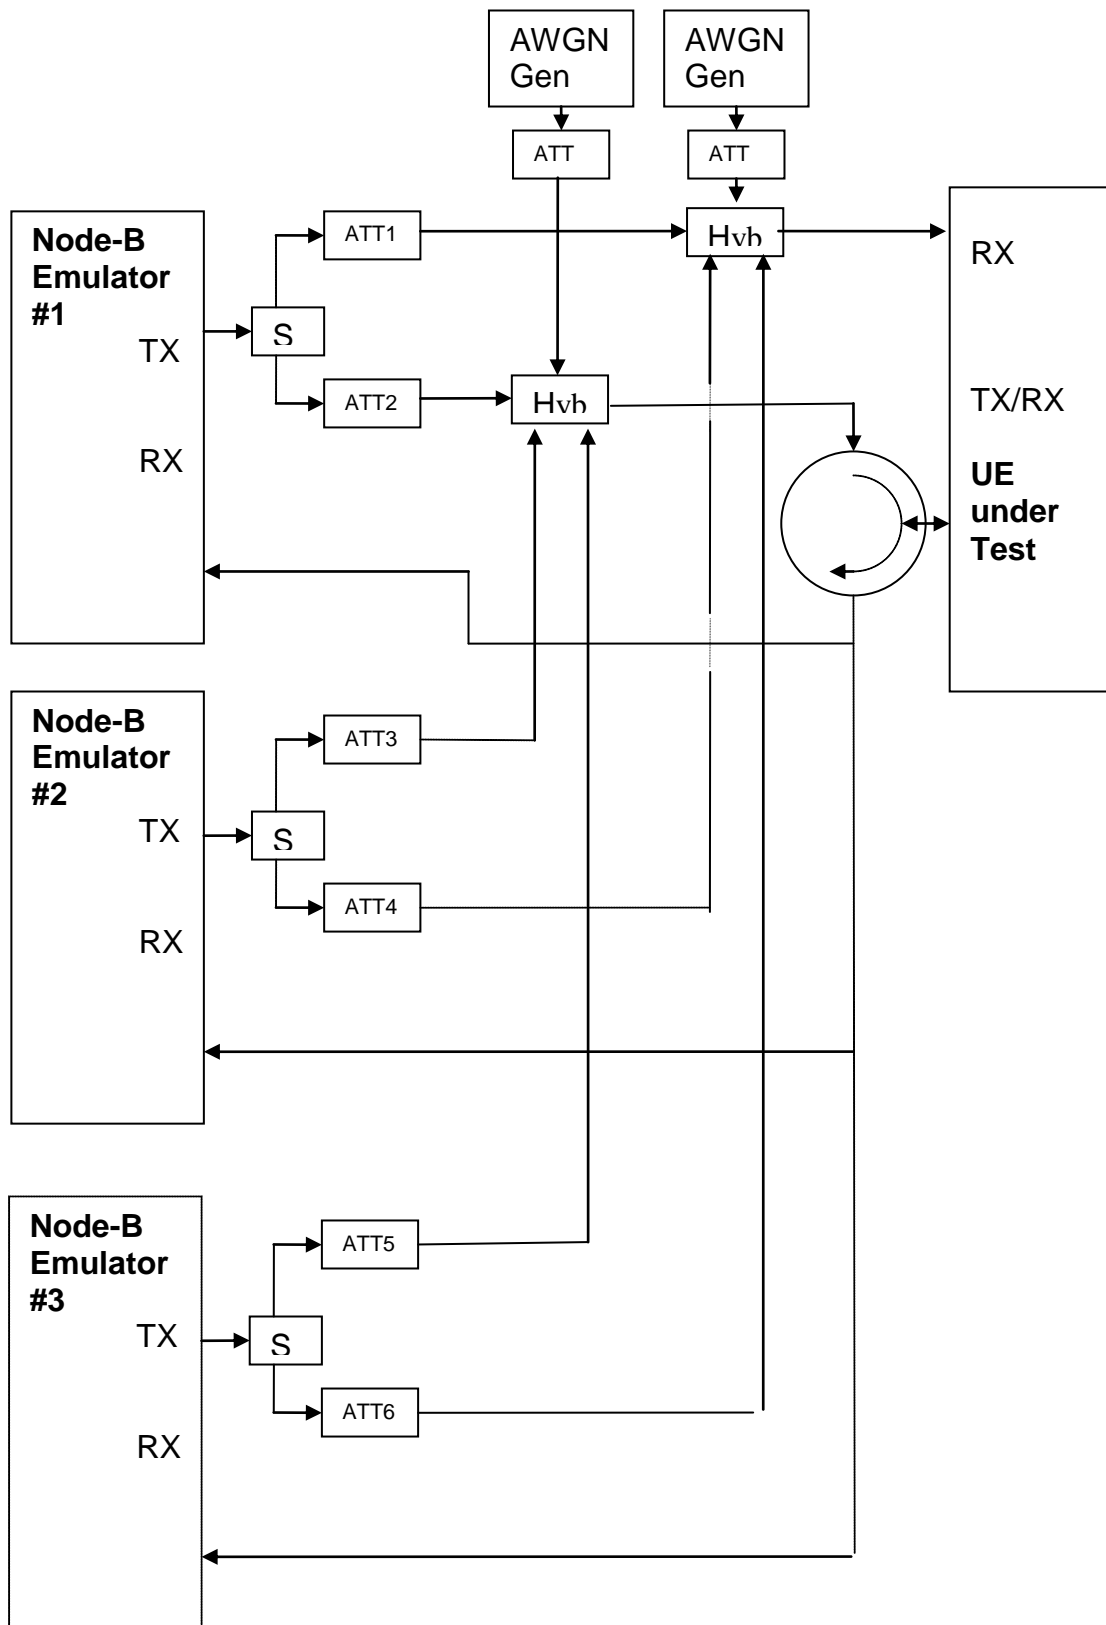 AWGN
Gen
AWGN
Gen
ATT
ATT
Node-B
Emulator
#1
TX
RX
S
ATT1
ATT2
Hyb
Hyb
RX
TX/RX
UE
under
Test
Node-B
Emulator
#2
TX
RX
S
ATT3
ATT4
Node-B
Emulator
#3
TX
RX
S
ATT5
ATT6